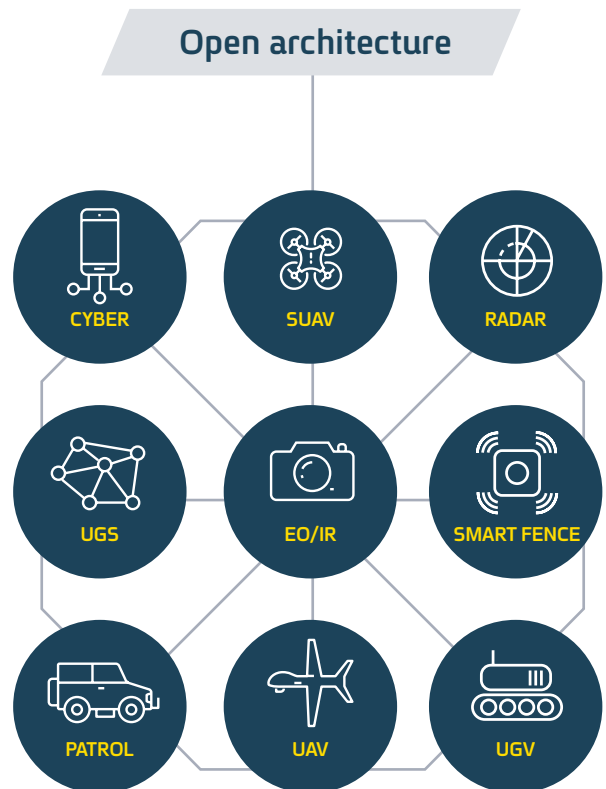 Open architecture
CYBER
SUAV
RADAR
UGS
EO/IR
SMART FENCE
PATROL
UAV
UGV